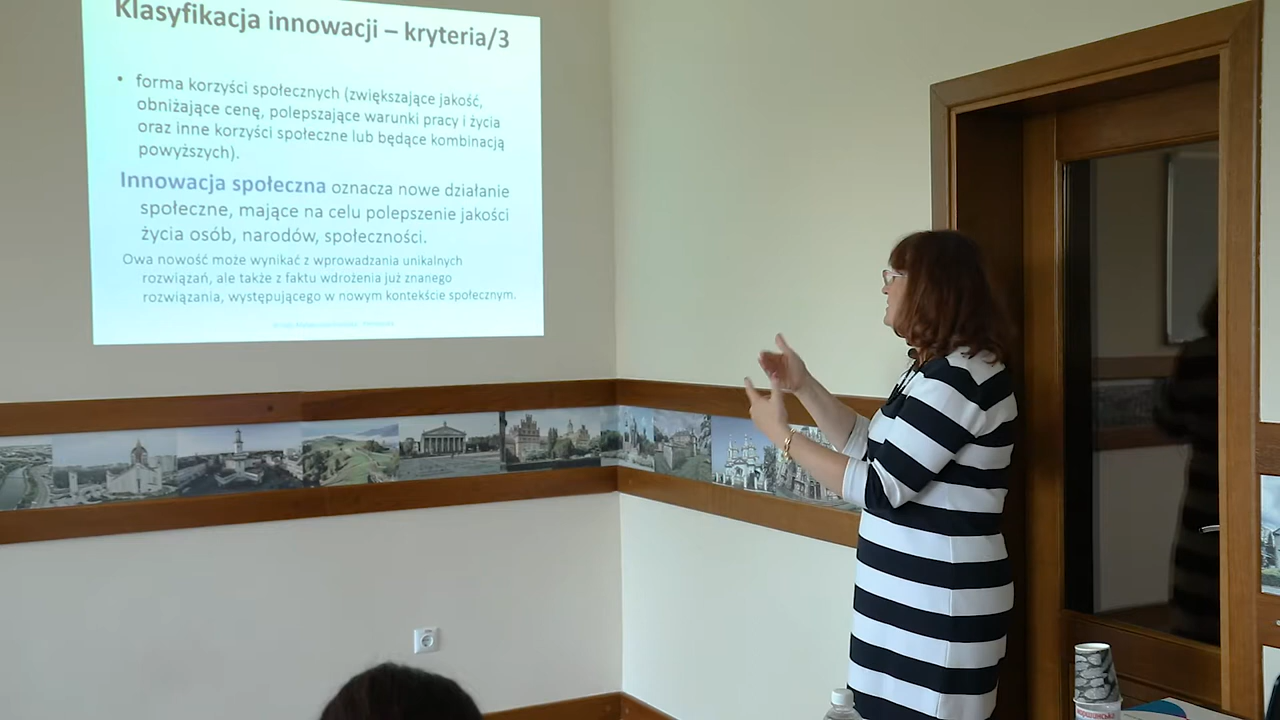 Klasyfikacja innowacji – kryteria/3
• forma korzyści społecznych (zwiększające jakość,
obniżające cenę, polepszające warunki pracy i życia
oraz inne korzyści społeczne lub będące kombinacją
powyższych).
Innowacja społeczna oznacza nowe działanie
społeczne, mające na celu polepszenie jakości
życia osób, narodów, społeczności.
Owa nowość może wynikać z wprowadzania unikalnych
rozwiązań, ale także z faktu wdrożenia już znanego
rozwiązania, występującego w nowym kontekście społecznym.